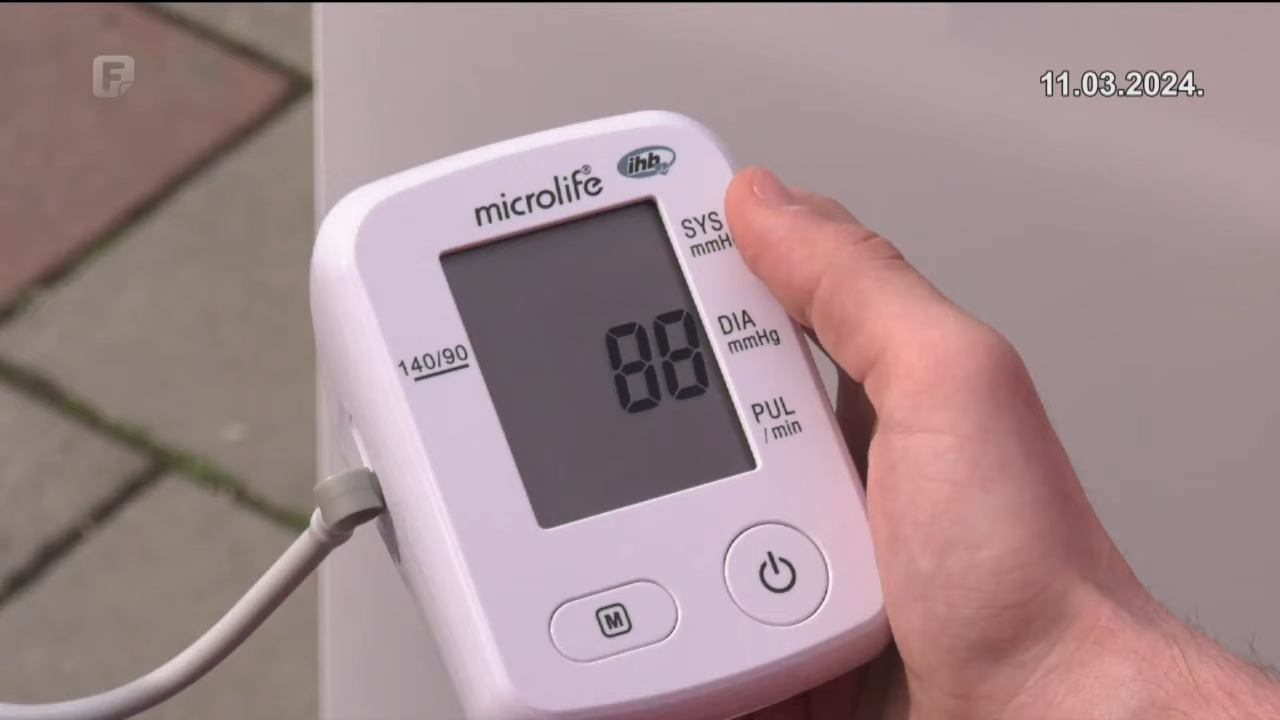 F
11.03.2024.
microlife®
ihb
SYS
mmHg
140/90
88
DIA
mmHg
PUL
/min
M